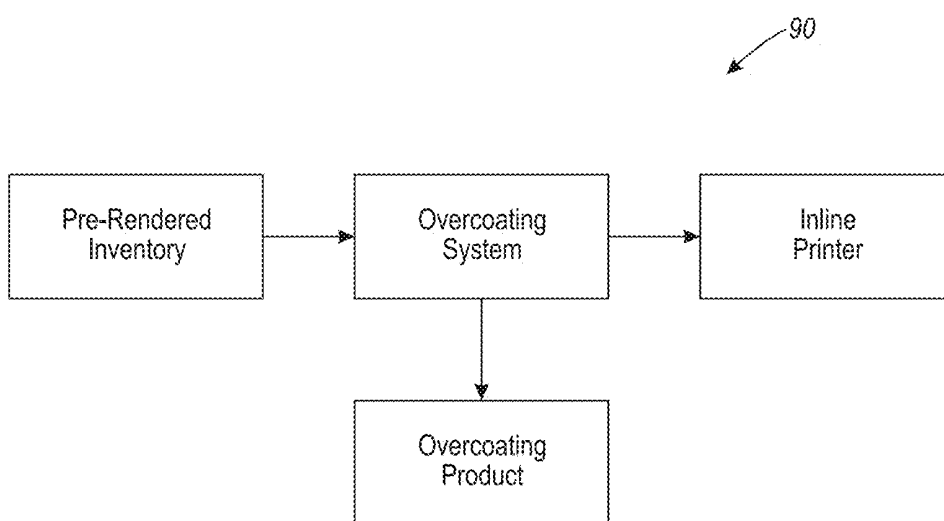 90
Pre-Rendered
Inventory
Overcoating
System
Inline
Printer
Overcoating
Product